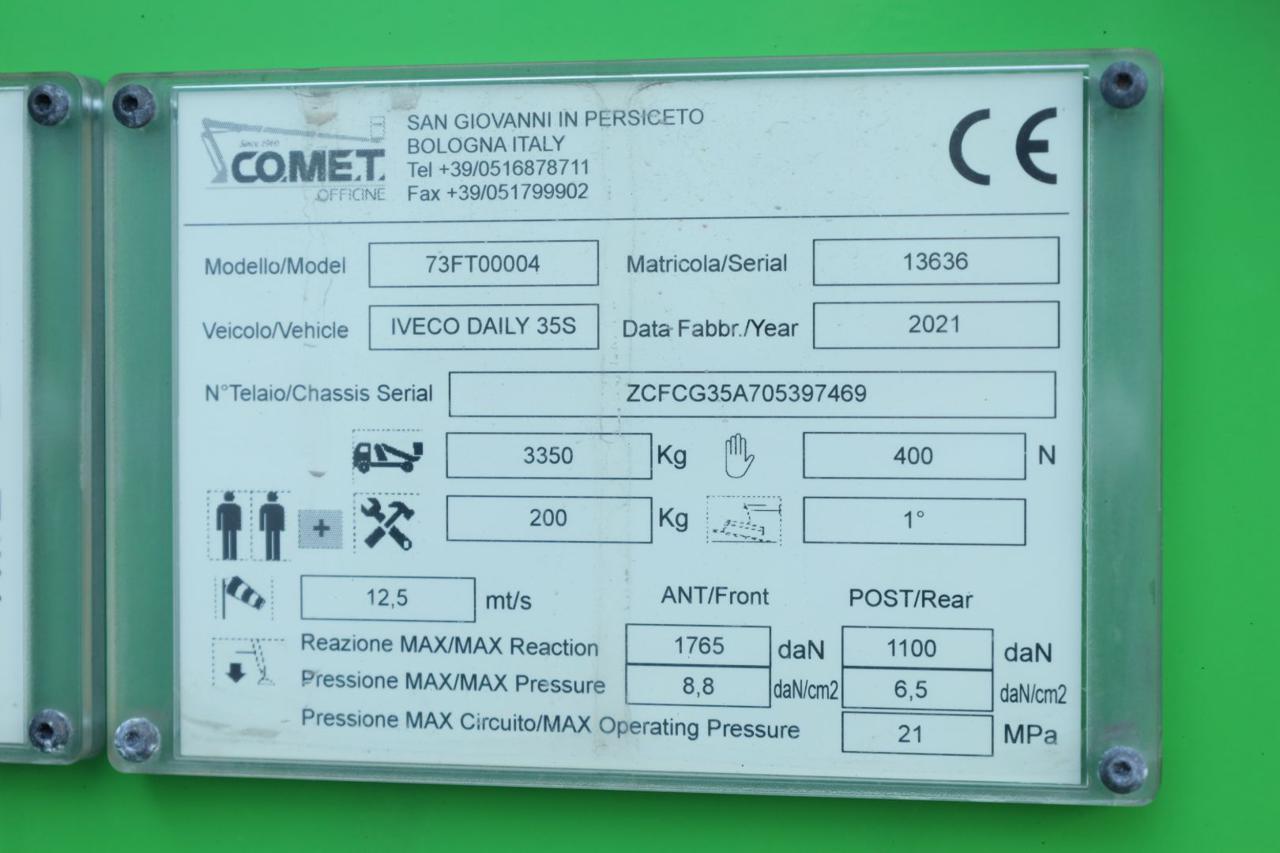 SAN GIOVANNI IN PERSICETO
Since 1960
CO.ME.T.
BOLOGNA ITALY
OFFICINE
Tel +39/0516878711
Fax +39/051799902
CE
Modello/Model 73FT00004 Matricola/Serial 13636
Veicolo/Vehicle IVECO DAILY 35S Data Fabbr./Year 2021
N°Telaio/Chassis Serial ZCFCG35A705397469
3350 Kg 400 N
+ 200 Kg 1°
12,5 mt/s ANT/Front POST/Rear
Reazione MAX/MAX Reaction 1765 daN 1100 daN
Pressione MAX/MAX Pressure 8,8 daN/cm2 6,5 daN/cm2
Pressione MAX Circuito/MAX Operating Pressure 21 MPa